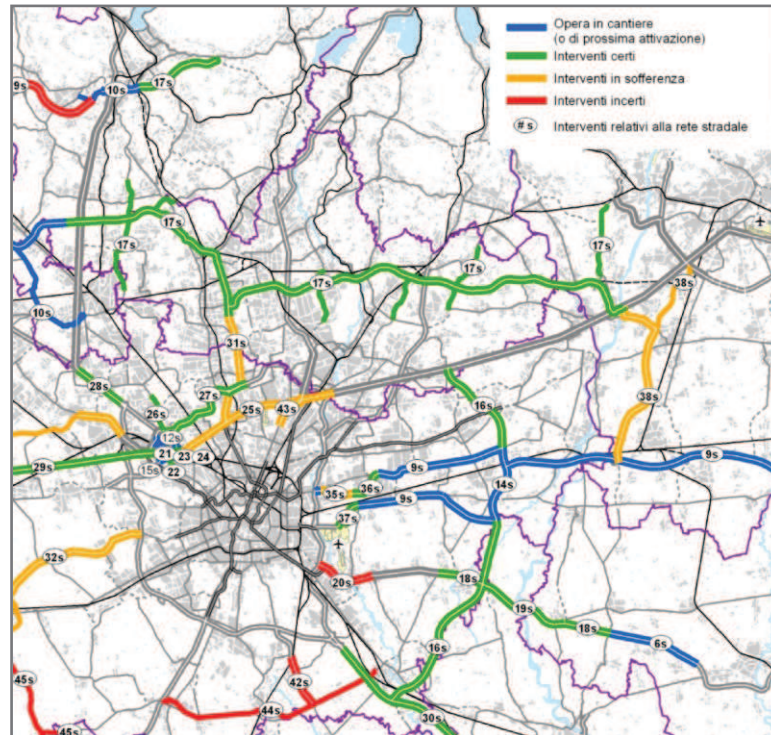 Opera in cantiere
(o di prossima attivazione)
Interventi certi
Interventi in sofferenza
Interventi incerti
#s Interventi relativi alla rete stradale
9s
10s
17s
17s
17s
17s
17s
17s
17s
38s
10s
31s
28s
27s
38s
26s
25s
43s
16s
12s
21
23
24
29s
15s
22
9s
9s
35s
36s
14s
9s
37s
32s
20s
18s
19s
18s
6s
16s
45s
42s
44s
30s
45s